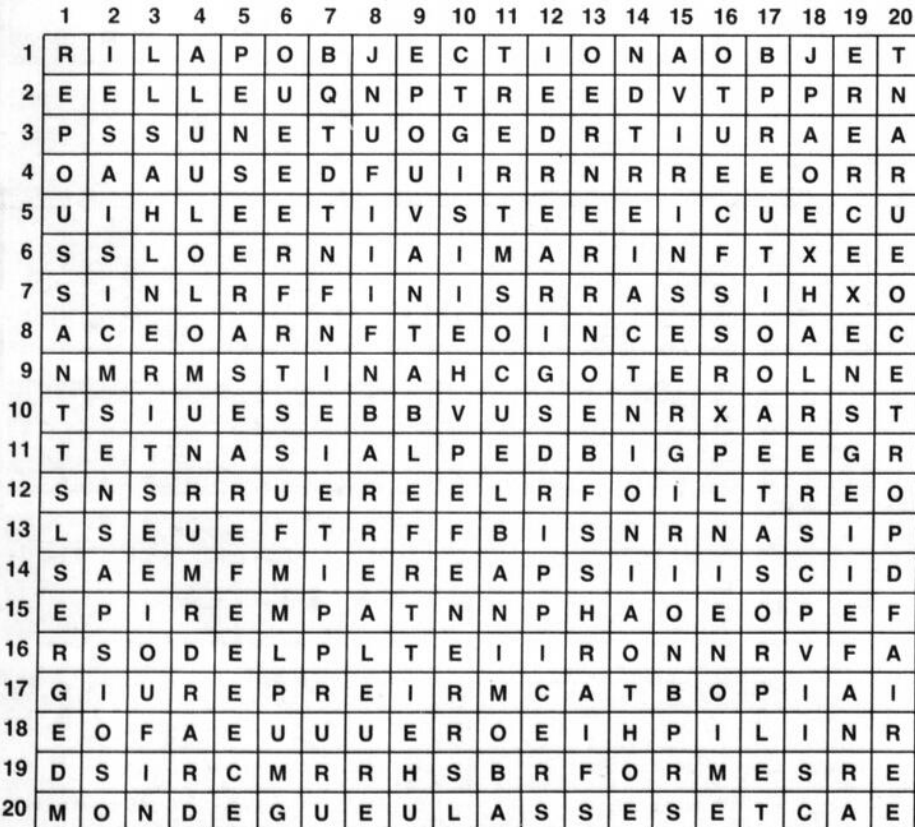 1 2 3 4 5 6 7 8 9 10 11 12 13 14 15 16 17 18 19 20
1 R I L A P O B J E C T I O N A O B J E T
2 E E L L E U Q N P T R E E D V T P P R N
3 P S S U N E T U O G E D R T I U R A E A
4 O A A U S E D F U I R R N R R E E O R R
5 U I H L E E T I V S T E E E I C U E C U
6 S S L O E R N I A I M A R I N F T X E E
7 S I N L R F F I N I S R R A S S I H X O
8 A C E O A R N F T E O I N C E S O A E C
9 N M R M S T I N A H C G O T E R O L N E
10 T S I U E S E B B V U S E N R X A R S T
11 T E T N A S I A L P E D B I G P E E G R
12 S N S R R U E R E E L R F O I L T R E O
13 L S E U E F T R F F B I S N R N A S I P
14 S A E M F M I E R E A P S I I I S C I D
15 E P I R E M P A T N N P H A O E O P E F
16 R S O D E L P L T E I I R O N N R V F A
17 G I U R E P R E I R M C A T B O P I A I
18 E O F A E U U U E R O E I H P I L I N R
19 D S I R C M R R H S B R F O R M E S R E
20 M O N D E G U E U L A S S E S E T C A E